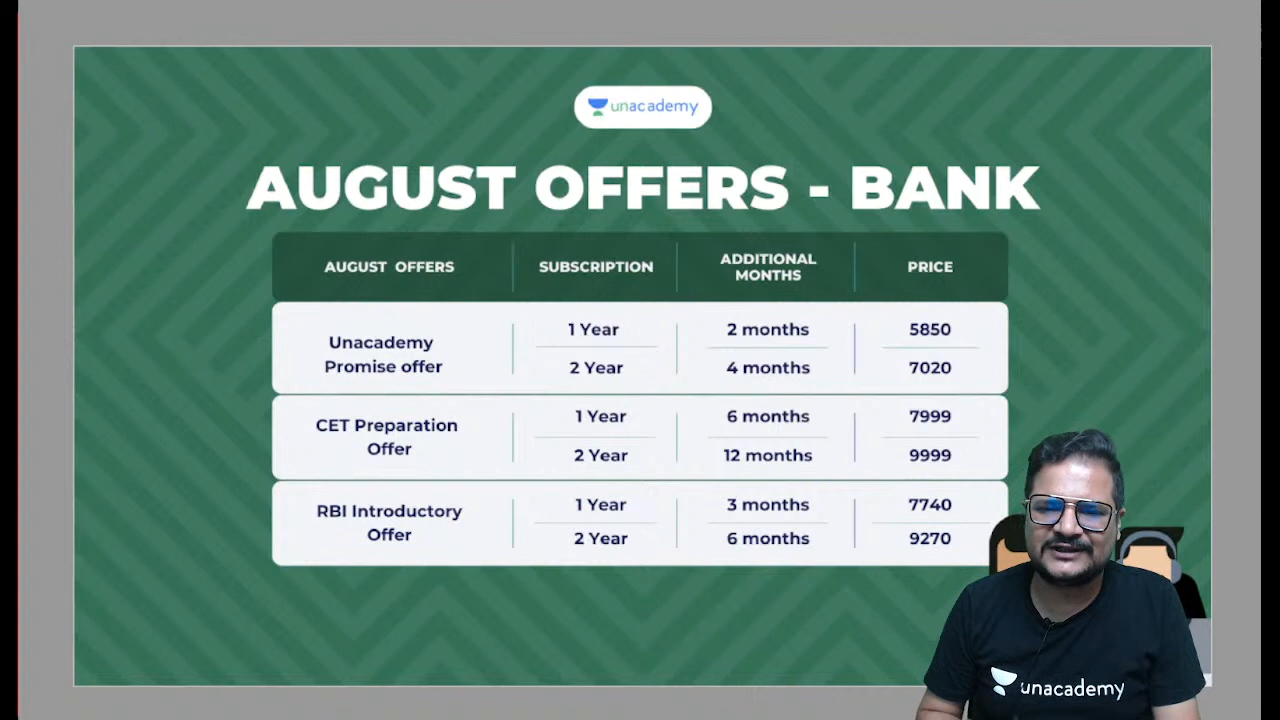 unacademy
AUGUST OFFERS - BANK
AUGUST OFFERS SUBSCRIPTION ADDITIONAL MONTHS PRICE
Unacademy Promise offer
1 Year 2 months 5850
2 Year 4 months 7020
CET Preparation Offer
1 Year 6 months 7999
2 Year 12 months 9999
RBI Introductory Offer
1 Year 3 months 7740
2 Year 6 months 9270
unacademy